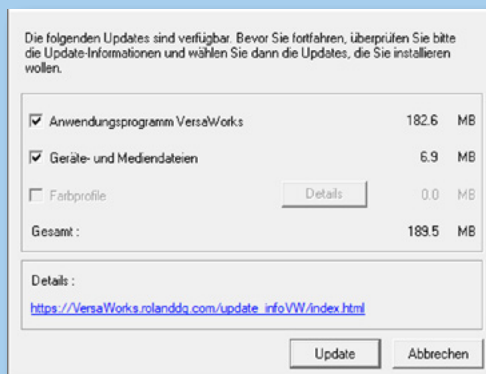 Die folgenden Updates sind verfügbar. Bevor Sie fortfahren, überprüfen Sie bitte
die Update-Informationen und wählen Sie dann die Updates, die Sie installieren
wollen.
Anwendungsprogramm VersaWorks 182.6 MB
Geräte- und Mediendateien 6.9 MB
Farbprofile Details 0.0 MB
Gesamt : 189.5 MB
Details :
https://VersaWorks.rolanddg.com/update_infoVW/index.html
Update Abbrechen